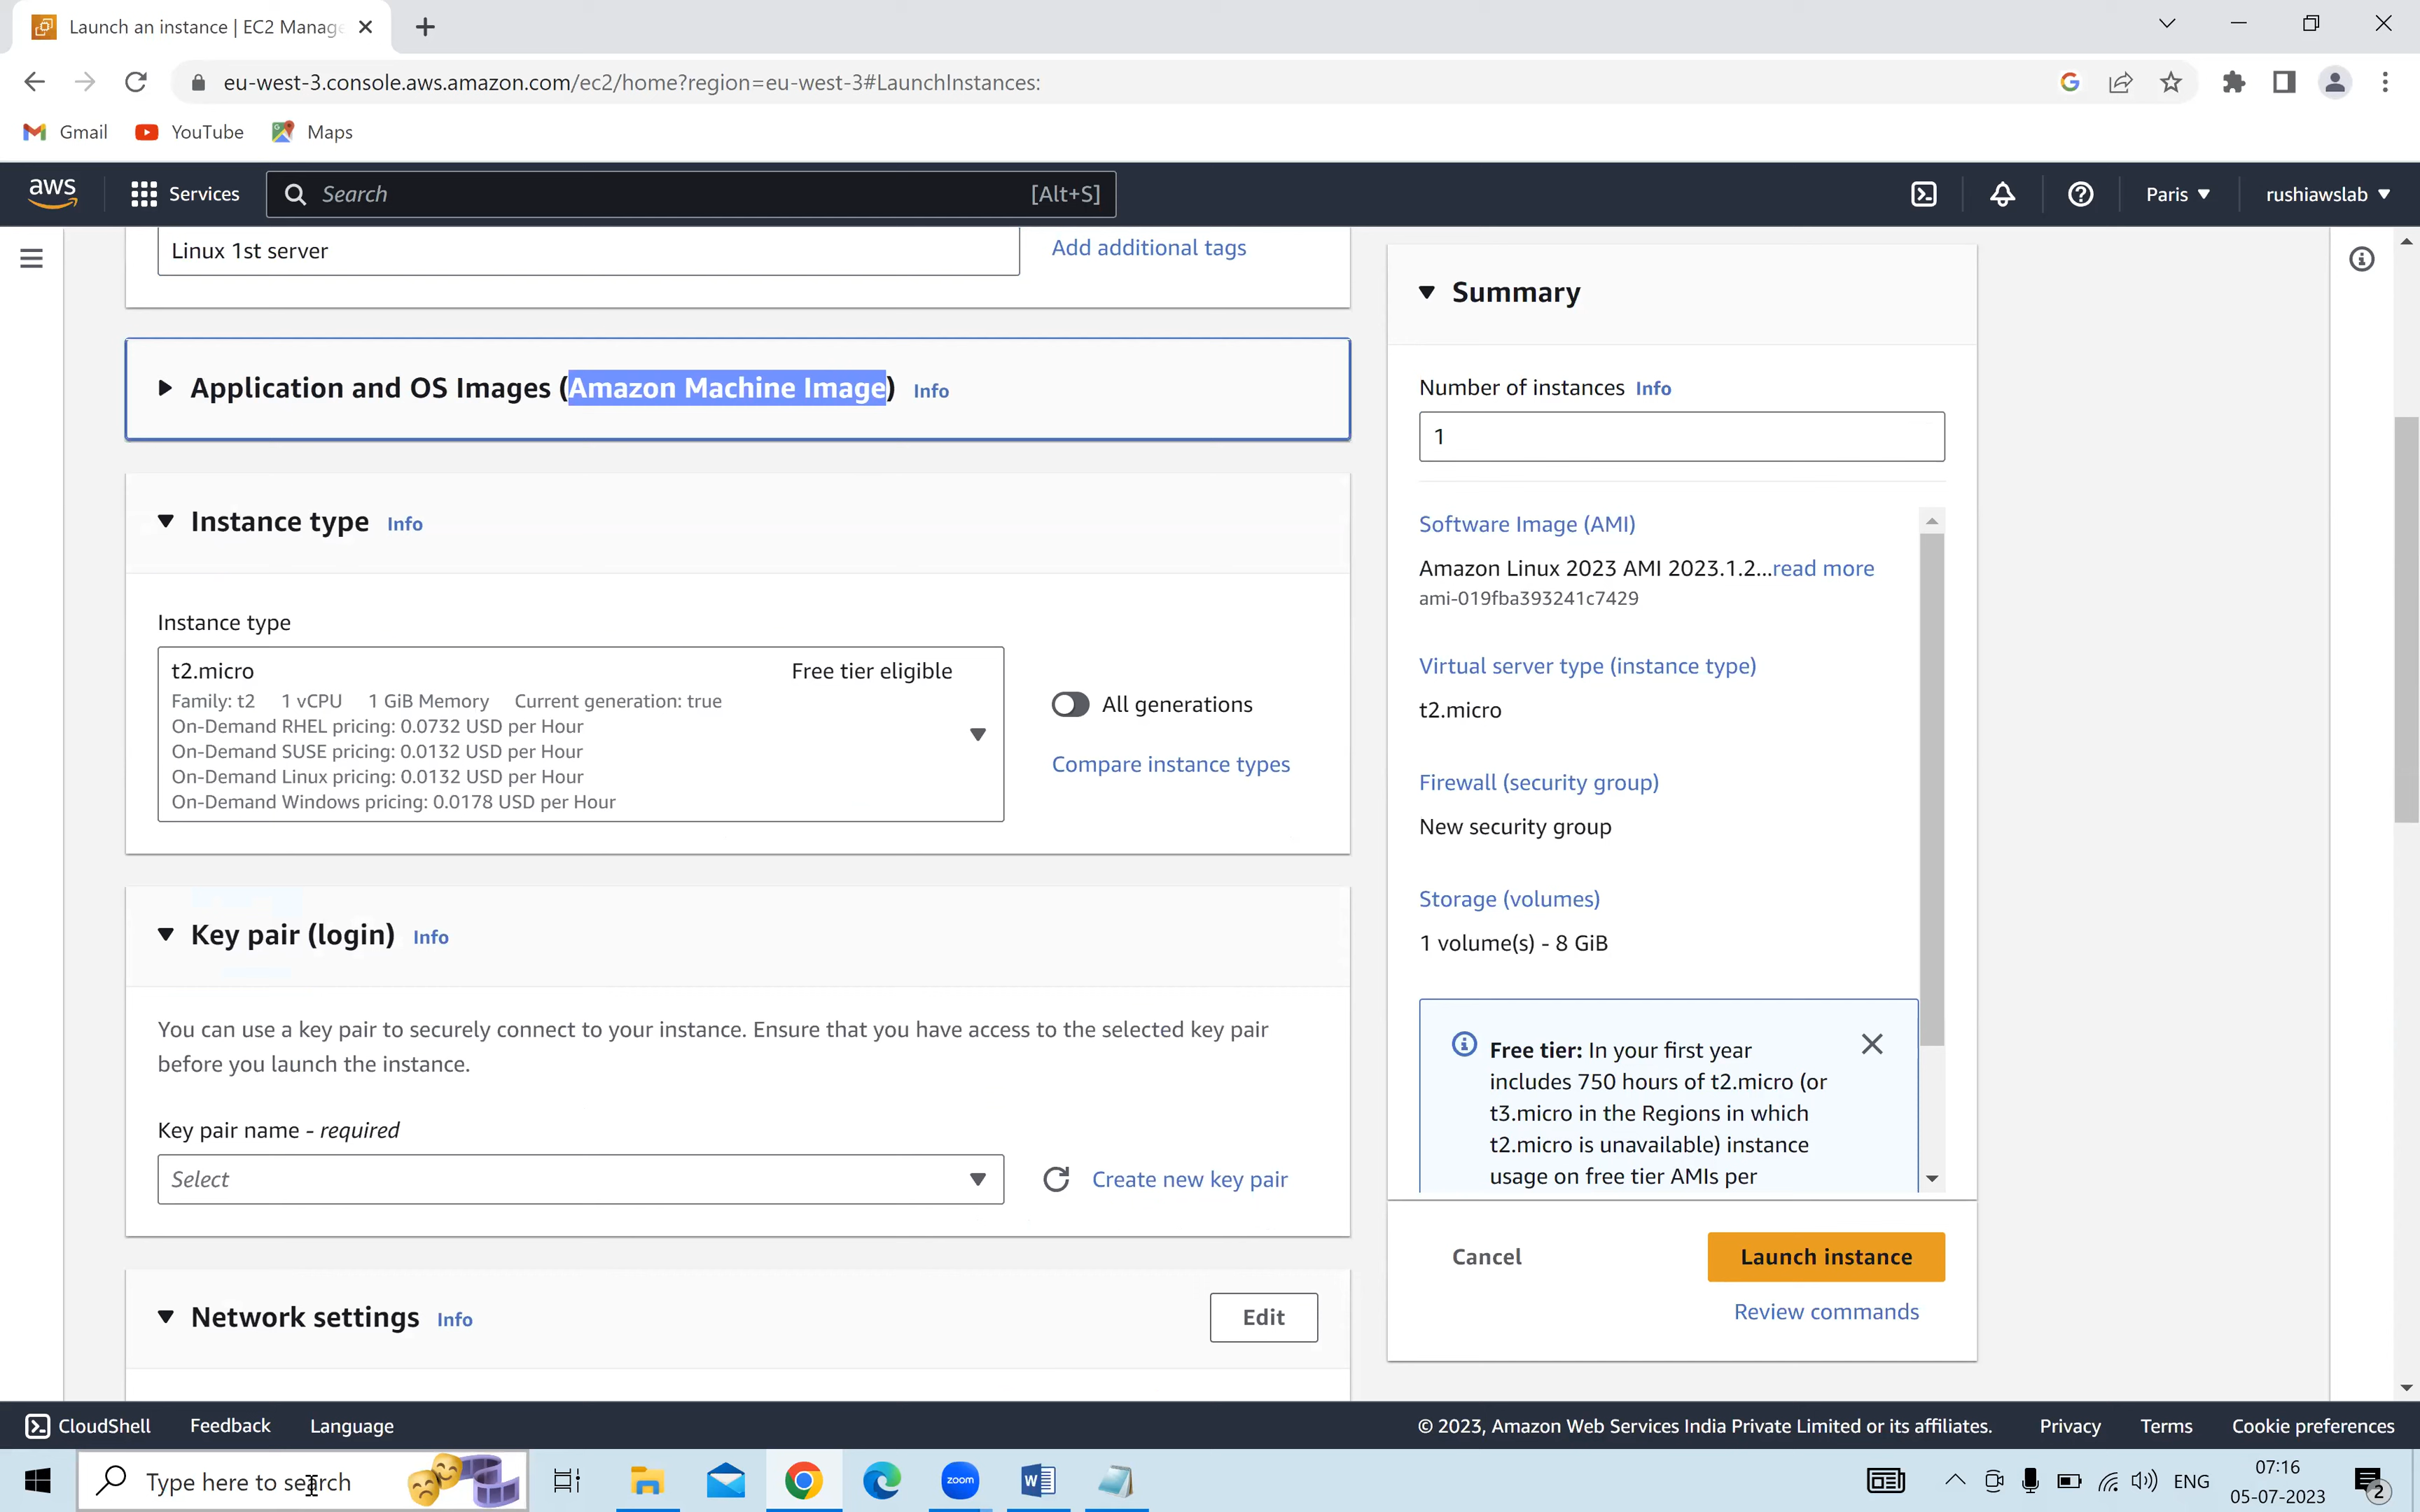 Launch an instance | EC2 Manage
eu-west-3.console.aws.amazon.com/ec2/home?region=eu-west-3#LaunchInstances:
Gmail YouTube Maps
aws Services Search [Alt+S] Paris rushiawslab
Linux 1st server Add additional tags
Application and OS Images (Amazon Machine Image) Info
Instance type Info
Instance type
t2.micro Free tier eligible
Family: t2 1 vCPU 1 GiB Memory Current generation: true
On-Demand RHEL pricing: 0.0732 USD per Hour
On-Demand SUSE pricing: 0.0132 USD per Hour
On-Demand Linux pricing: 0.0132 USD per Hour
On-Demand Windows pricing: 0.0178 USD per Hour
All generations
Compare instance types
Key pair (login) Info
You can use a key pair to securely connect to your instance. Ensure that you have access to the selected key pair
before you launch the instance.
Key pair name - required
Select Create new key pair
Network settings Info Edit
Summary
Number of instances Info
1
Software Image (AMI)
Amazon Linux 2023 AMI 2023.1.2...read more
ami-019fba393241c7429
Virtual server type (instance type)
t2.micro
Firewall (security group)
New security group
Storage (volumes)
1 volume(s) - 8 GiB
Free tier: In your first year
includes 750 hours of t2.micro (or
t3.micro in the Regions in which
t2.micro is unavailable) instance
usage on free tier AMIs per
Cancel Launch instance
Review commands
CloudShell Feedback Language © 2023, Amazon Web Services India Private Limited or its affiliates. Privacy Terms Cookie preferences
Type here to search zoom W ENG 07:16
05-07-2023 2